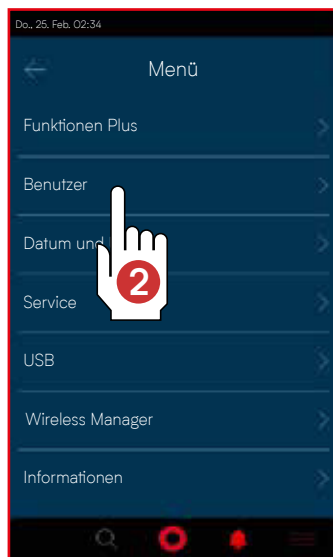 Do., 25. Feb. 02:34
Menü
Funktionen Plus
Benutzer
Datum und
2
Service
USB
Wireless Manager
Informationen